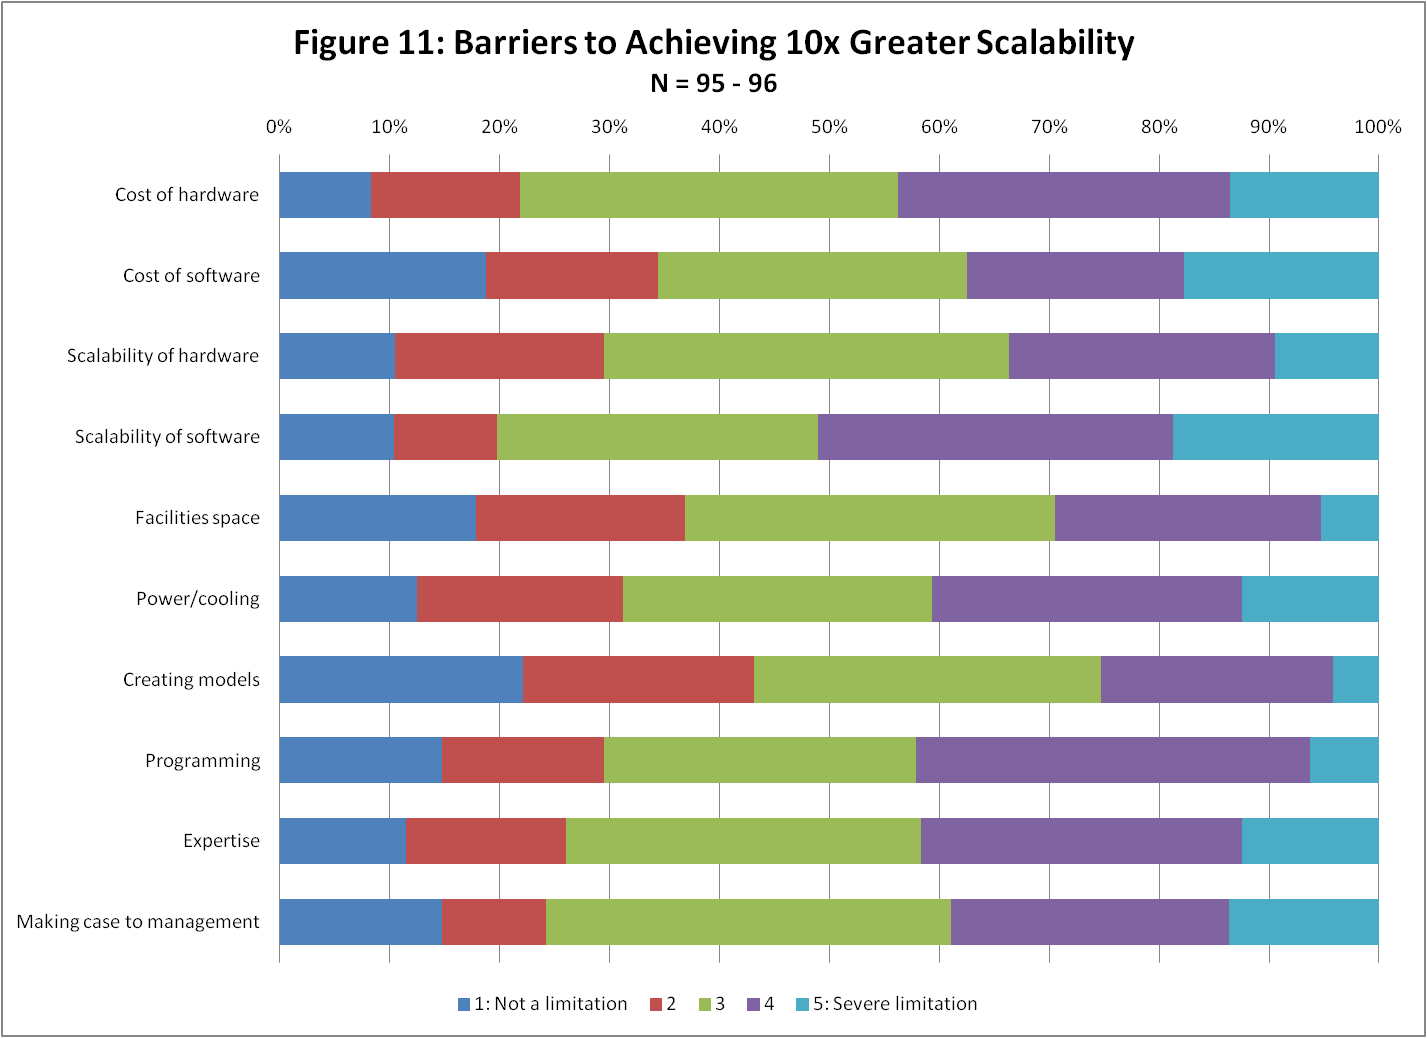 Figure 11: Barriers to Achieving 10x Greater Scalability
N = 95 - 96
0% 10% 20% 30% 40% 50% 60% 70% 80% 90% 100%
Cost of hardware
Cost of software
Scalability of hardware
Scalability of software
Facilities space
Power/cooling
Creating models
Programming
Expertise
Making case to management
1: Not a limitation 2 3 4 5: Severe limitation